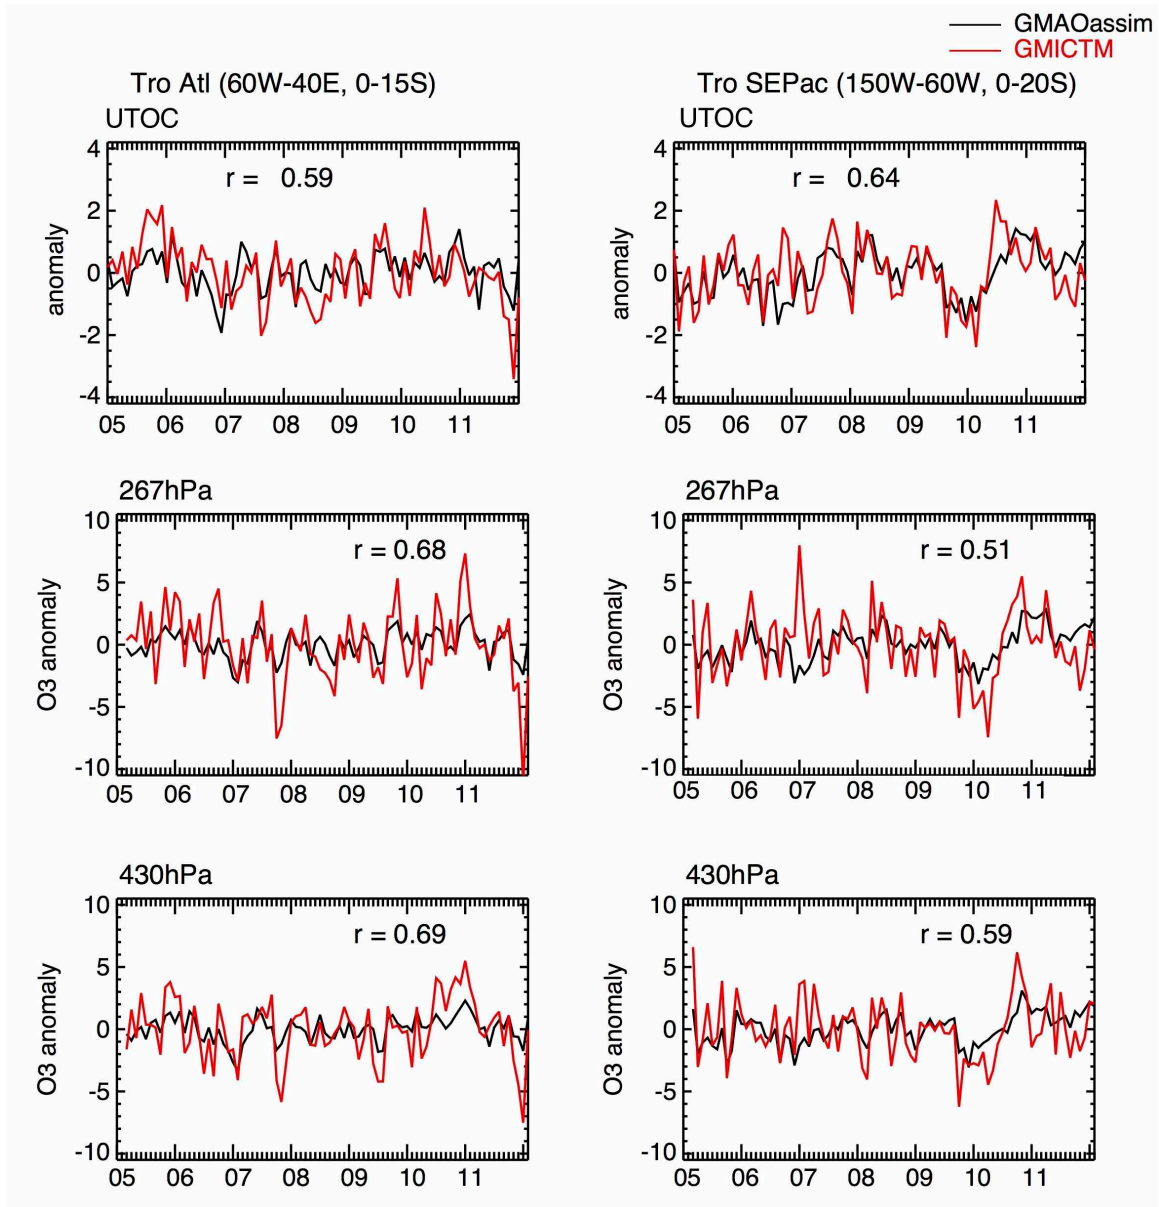 GMAOassim
GMICTM
Tro Atl (60W-40E, 0-15S)
Tro SEPac (150W-60W, 0-20S)
UTOC
4
2
0
-2
-4
anomaly
r = 0.59
05 06 07 08 09 10 11
UTOC
4
2
0
-2
-4
anomaly
r = 0.64
05 06 07 08 09 10 11
267hPa
10
5
0
-5
-10
O3 anomaly
r = 0.68
05 06 07 08 09 10 11
267hPa
10
5
0
-5
-10
O3 anomaly
r = 0.51
05 06 07 08 09 10 11
430hPa
10
5
0
-5
-10
O3 anomaly
r = 0.69
05 06 07 08 09 10 11
430hPa
10
5
0
-5
-10
O3 anomaly
r = 0.59
05 06 07 08 09 10 11